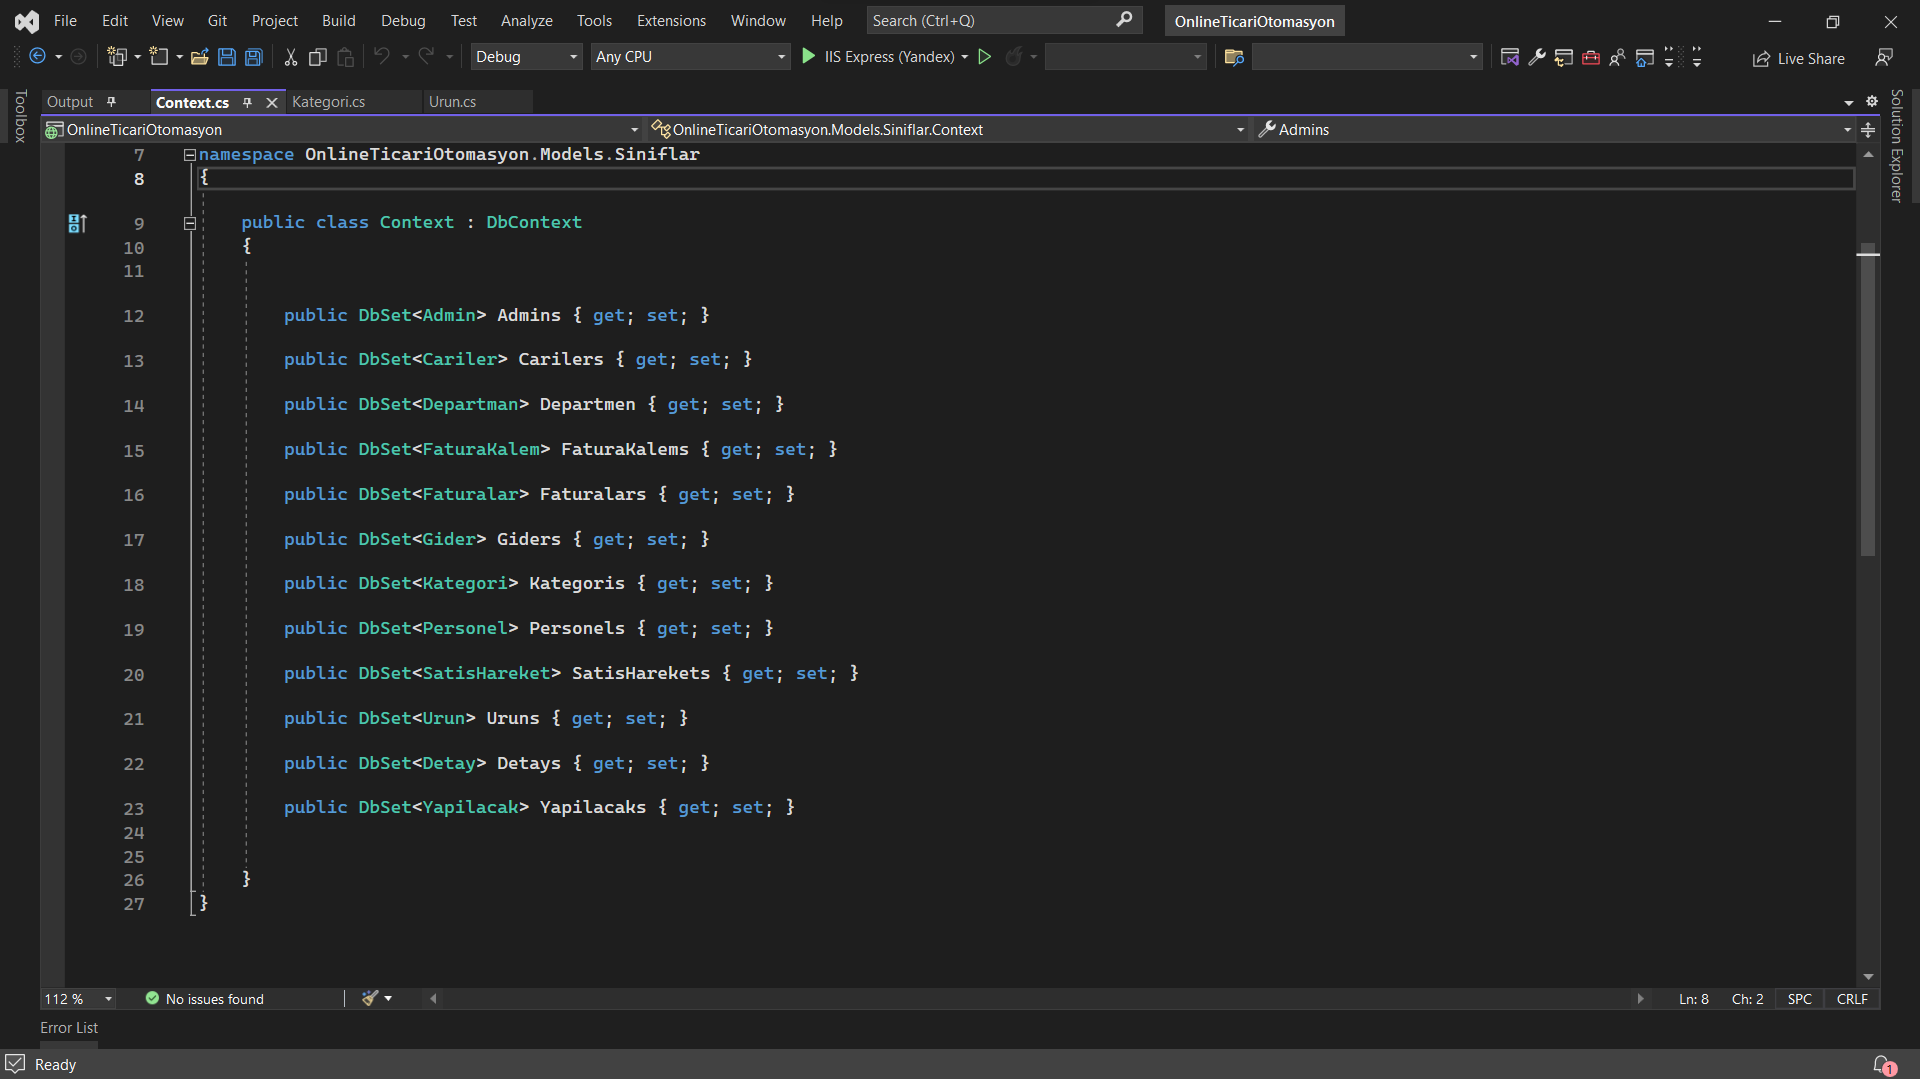 File Edit View Git Project Build Debug Test Analyze Tools Extensions Window Help Search (Ctrl+Q) OnlineTicariOtomasyon
Debug Any CPU IIS Express (Yandex) Live Share
Toolbox
Output Context.cs Kategori.cs Urun.cs
Solution Explorer
OnlineTicariOtomasyon OnlineTicariOtomasyon.Models.Siniflar.Context Admins
7 namespace OnlineTicariOtomasyon.Models.Siniflar
8 {
9 public class Context : DbContext
10 {
11
12 public DbSet<Admin> Admins { get; set; }
13 public DbSet<Cariler> Carilers { get; set; }
14 public DbSet<Departman> Departmen { get; set; }
15 public DbSet<FaturaKalem> FaturaKalems { get; set; }
16 public DbSet<Faturalar> Faturalars { get; set; }
17 public DbSet<Gider> Giders { get; set; }
18 public DbSet<Kategori> Kategoris { get; set; }
19 public DbSet<Personel> Personels { get; set; }
20 public DbSet<SatisHareket> SatisHarekets { get; set; }
21 public DbSet<Urun> Uruns { get; set; }
22 public DbSet<Detay> Detays { get; set; }
23 public DbSet<Yapilacak> Yapilacaks { get; set; }
24
25
26 }
27 }
112 % No issues found Ln: 8 Ch: 2 SPC CRLF
Error List
Ready 1